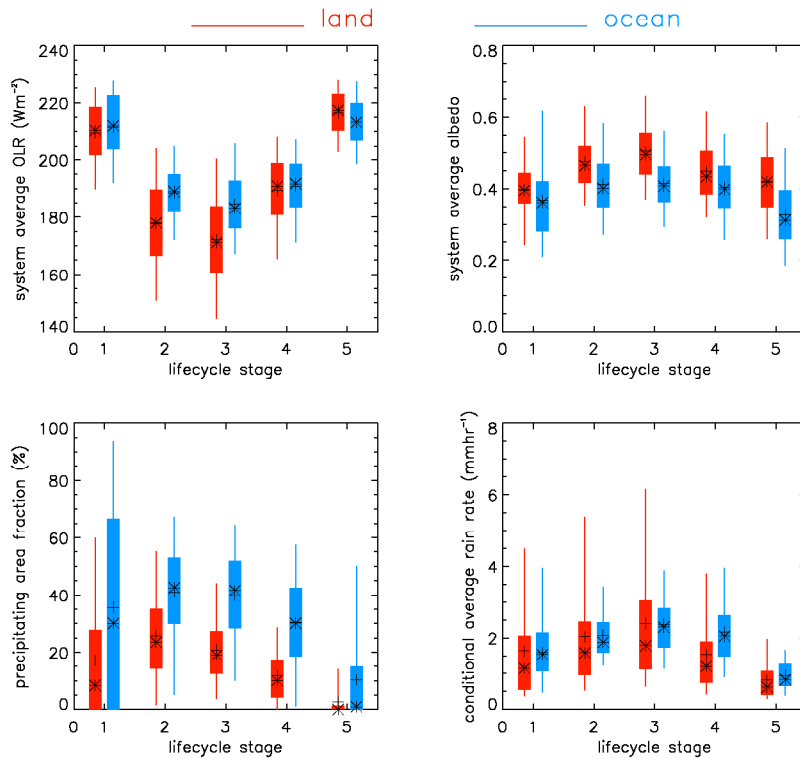 land ocean
system average OLR (Wm⁻²)
240
220
200
180
160
140
0 1 2 3 4 5
lifecycle stage
system average albedo
0.8
0.6
0.4
0.2
0.0
0 1 2 3 4 5
lifecycle stage
precipitating area fraction (%)
100
80
60
40
20
0
0 1 2 3 4 5
lifecycle stage
conditional average rain rate (mmhr⁻¹)
8
6
4
2
0
0 1 2 3 4 5
lifecycle stage